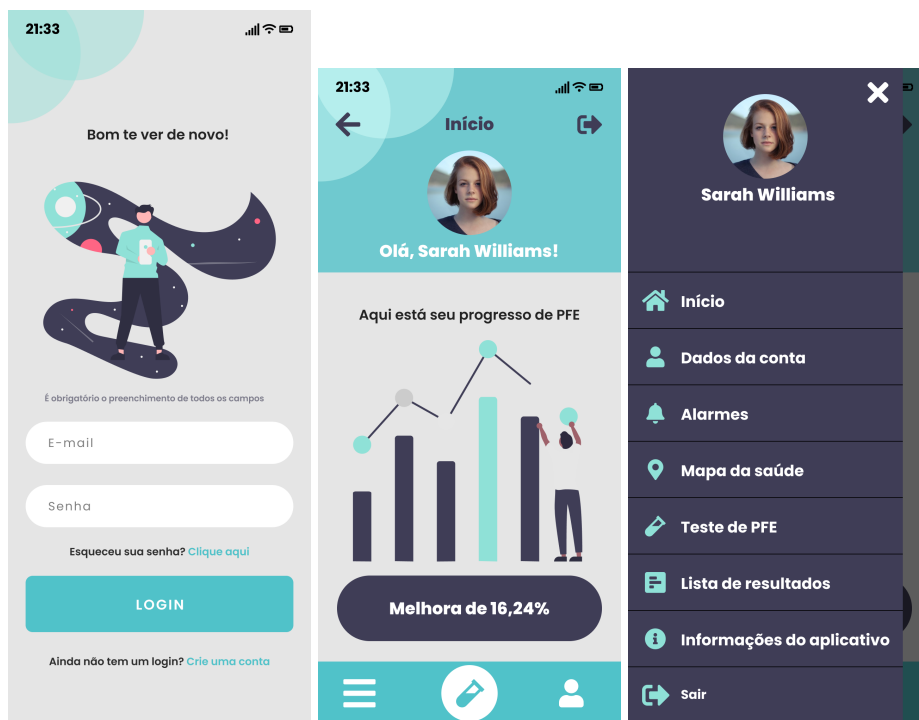 21:33
Bom te ver de novo!
É obrigatório o preenchimento de todos os campos
E-mail
Senha
Esqueceu sua senha? Clique aqui
LOGIN
Ainda não tem um login? Crie uma conta
21:33
Início
Olá, Sarah Williams!
Aqui está seu progresso de PFE
Melhora de 16,24%
Sarah Williams
Início
Dados da conta
Alarmes
Mapa da saúde
Teste de PFE
Lista de resultados
Informações do aplicativo
Sair